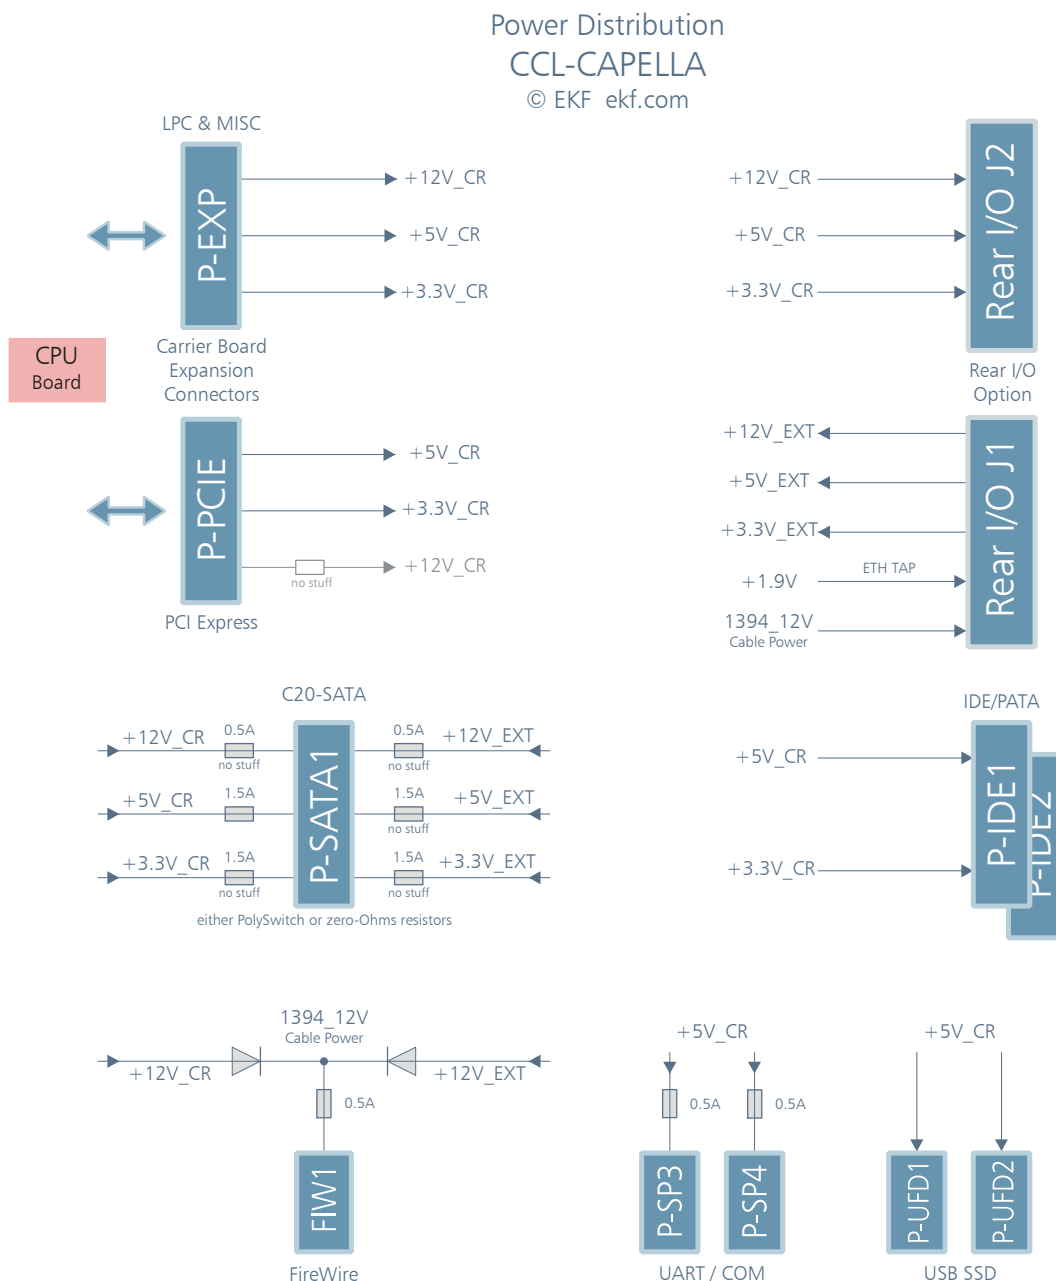 Power Distribution
CCL-CAPELLA
© EKF ekf.com
LPC & MISC
P-EXP
+12V_CR
+5V_CR
+3.3V_CR
Carrier Board
Expansion
Connectors
CPU
Board
P-PCIE
+5V_CR
+3.3V_CR
+12V_CR
no stuff
PCI Express
+12V_CR
+5V_CR
+3.3V_CR
Rear I/O J2
Rear I/O
Option
+12V_EXT
+5V_EXT
+3.3V_EXT
+1.9V
ETH TAP
1394_12V
Cable Power
Rear I/O J1
C20-SATA
+12V_CR
0.5A
no stuff
+5V_CR
1.5A
+3.3V_CR
1.5A
no stuff
P-SATA1
0.5A
+12V_EXT
no stuff
1.5A
+5V_EXT
no stuff
1.5A
+3.3V_EXT
no stuff
either PolySwitch or zero-Ohms resistors
IDE/PATA
+5V_CR
+3.3V_CR
P-IDE1
P-IDE2
1394_12V
Cable Power
+12V_CR
+12V_EXT
0.5A
FIW1
FireWire
+5V_CR
0.5A
0.5A
P-SP3
P-SP4
UART / COM
+5V_CR
P-UFD1
P-UFD2
USB SSD